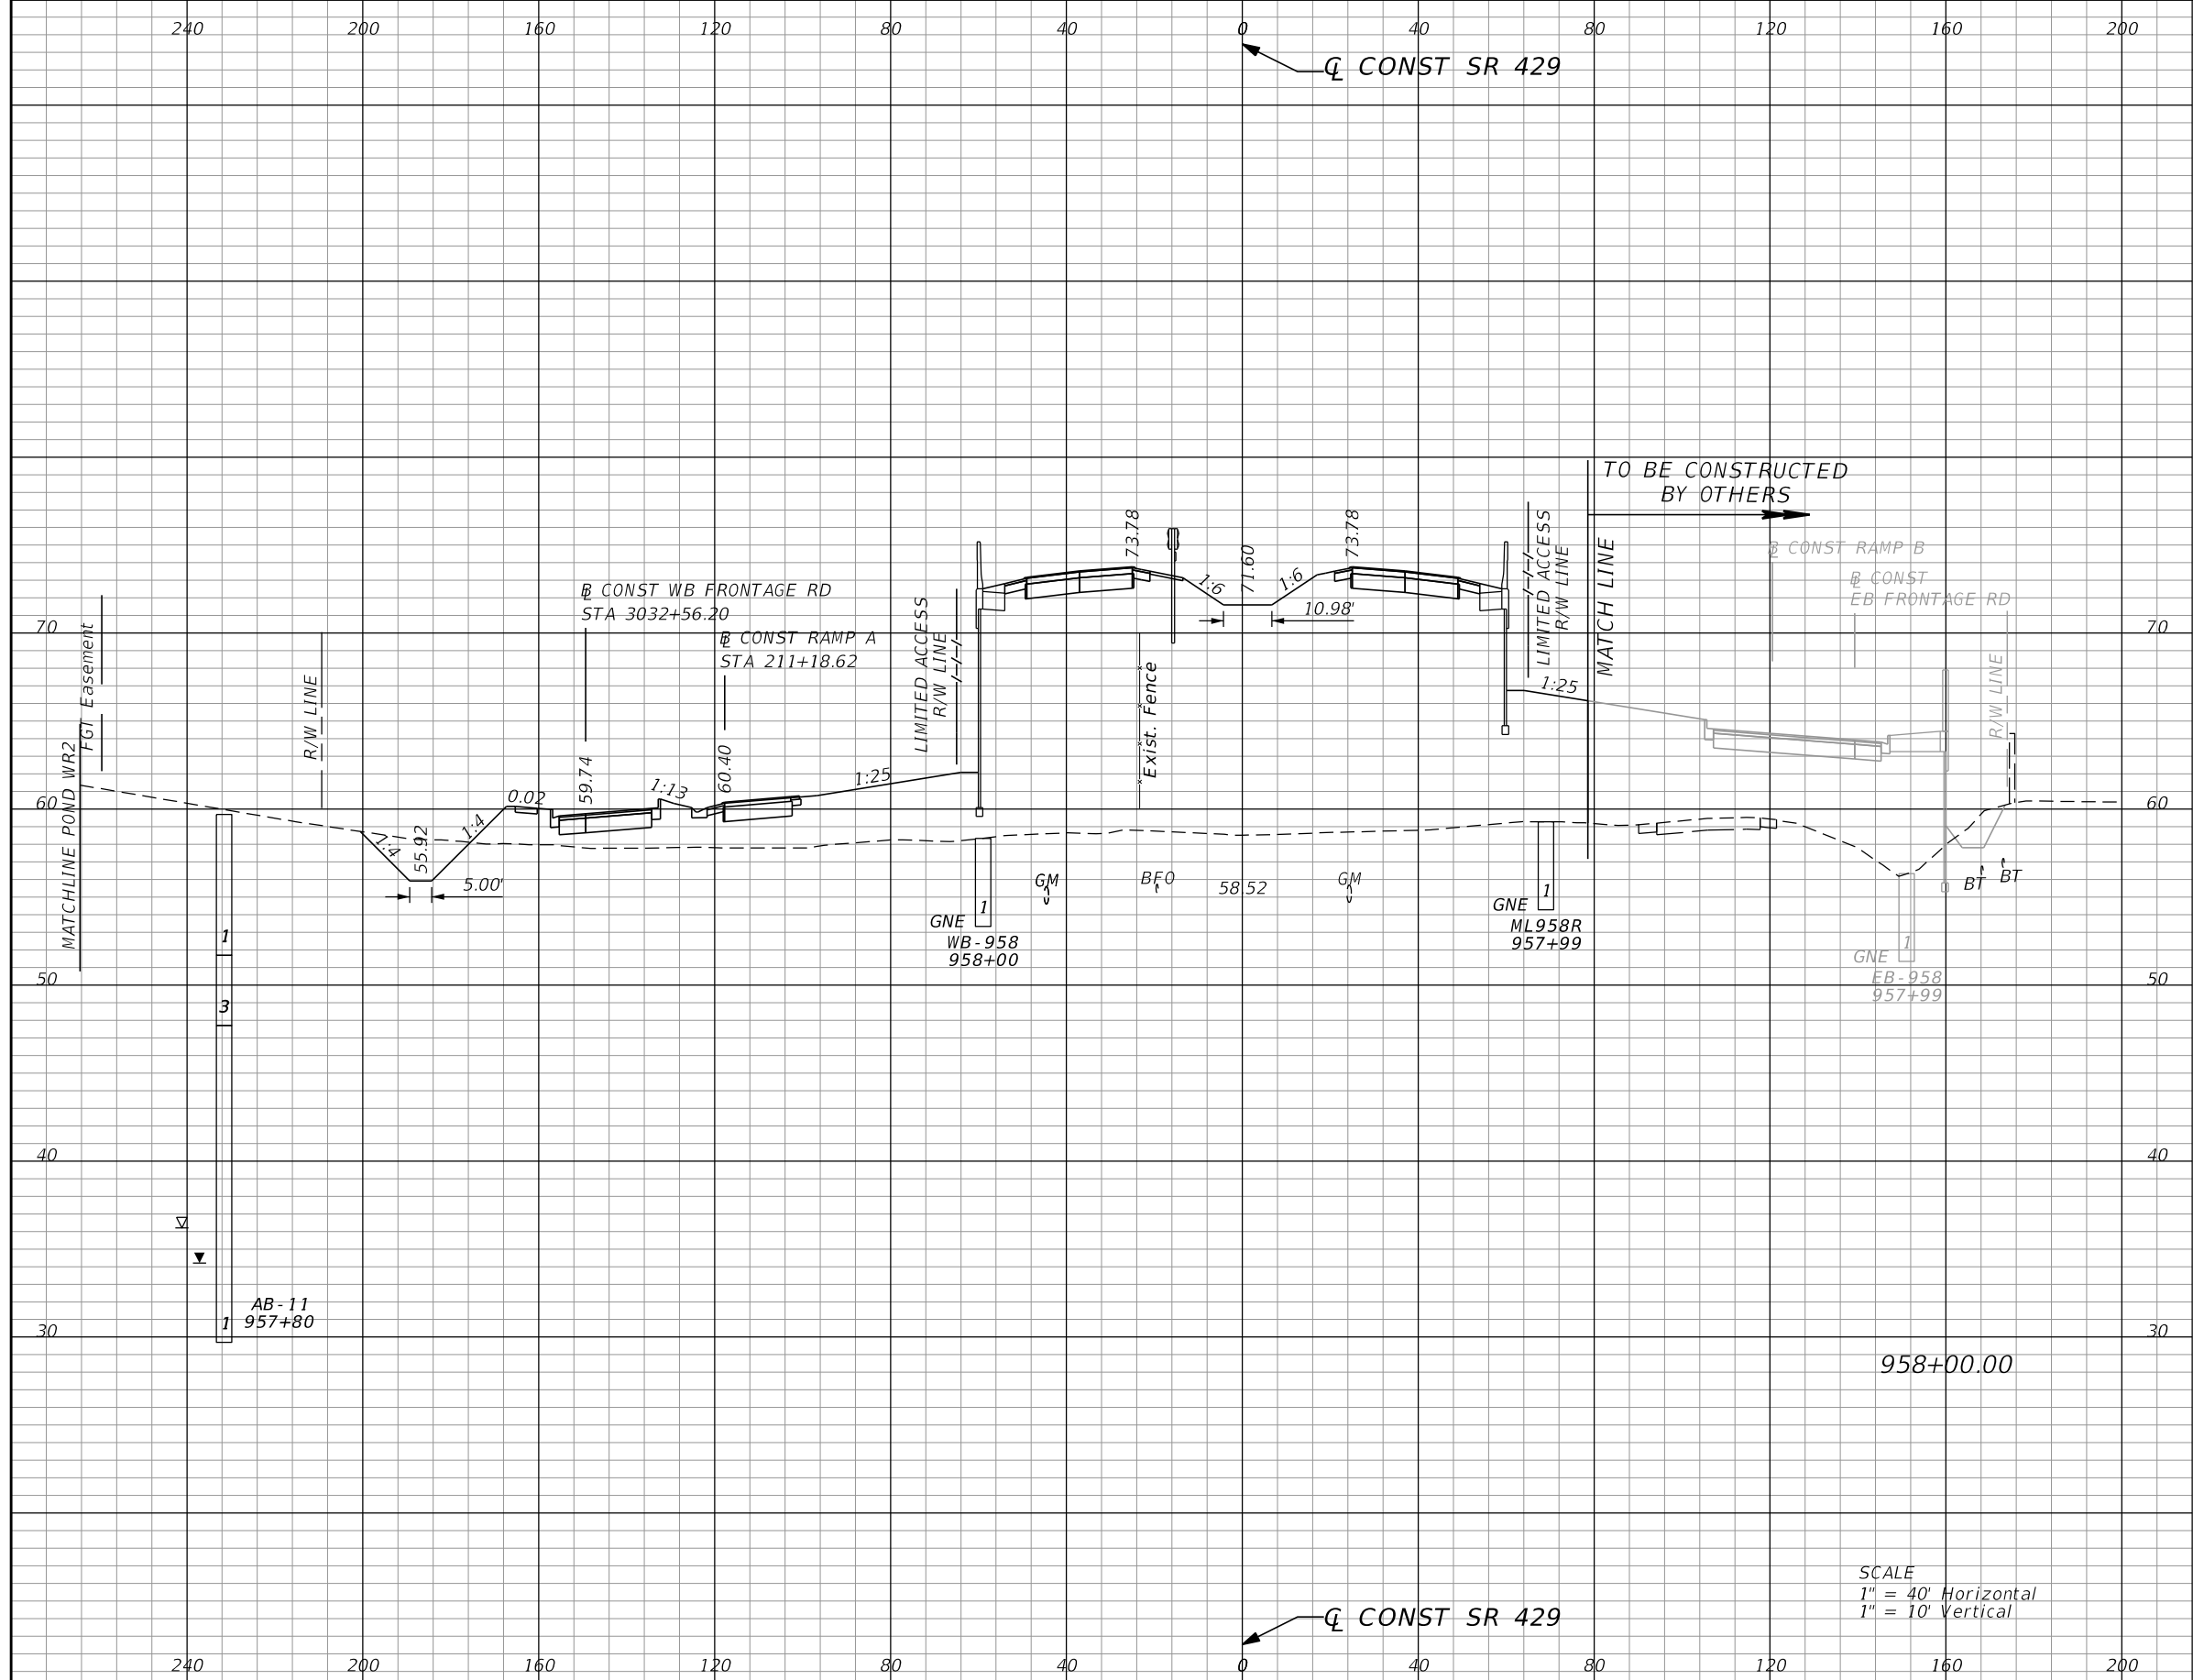 240 200 160 120 80 40 0 40 80 120 160 200
℄ CONST SR 429
TO BE CONSTRUCTED
BY OTHERS
MATCH LINE
LIMITED ACCESS
R/W LINE
1:25
℄ CONST RAMP B
℄ CONST
EB FRONTAGE RD
R/W LINE
73.78
71.60
73.78
1:6
1:6
10.98'
℄ CONST WB FRONTAGE RD
STA 3032+56.20
℄ CONST RAMP A
STA 211+18.62
LIMITED ACCESS
R/W LINE
Exist. Fence
70
70
FGT Easement
MATCHLINE POND WR2
R/W LINE
60
60
0.02
59.74
1:13
60.40
1:25
1:4
55.92
1:4
5.00'
GM
BFO
58.52
GM
1
GNE
WB-958
958+00
1
GNE
ML958R
957+99
BT
BT
1
GNE
EB-958
957+99
50
50
1
3
1
40
40
AB-11
957+80
30
30
958+00.00
SCALE
1" = 40' Horizontal
1" = 10' Vertical
℄ CONST SR 429
240 200 160 120 80 40 0 40 80 120 160 200